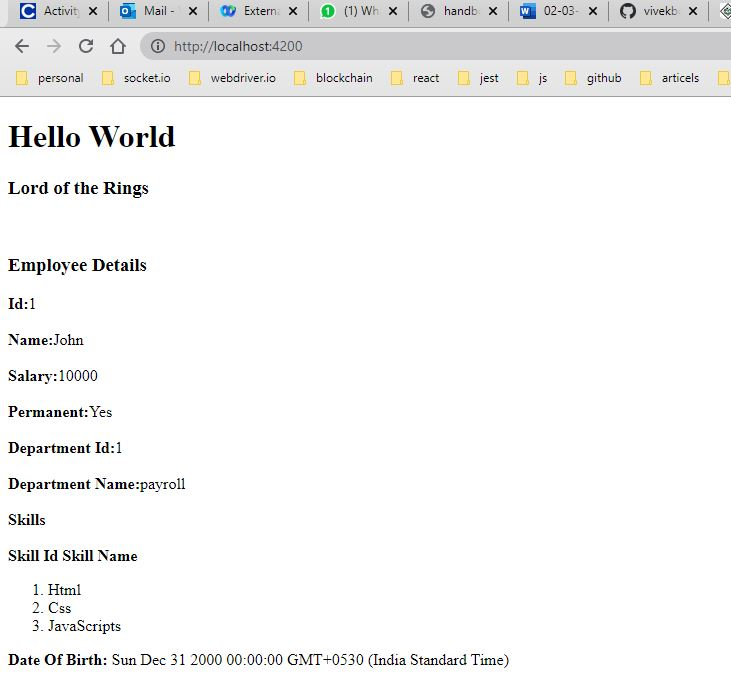 Activity
Mail -
Extern
(1) Wh
handb
02-03-
vivekb
http://localhost:4200
personal
socket.io
webdriver.io
blockchain
react
jest
js
github
articels
Hello World
Lord of the Rings
Employee Details
Id:1
Name:John
Salary:10000
Permanent:Yes
Department Id:1
Department Name:payroll
Skills
Skill Id Skill Name
1. Html
2. Css
3. JavaScripts
Date Of Birth: Sun Dec 31 2000 00:00:00 GMT+0530 (India Standard Time)